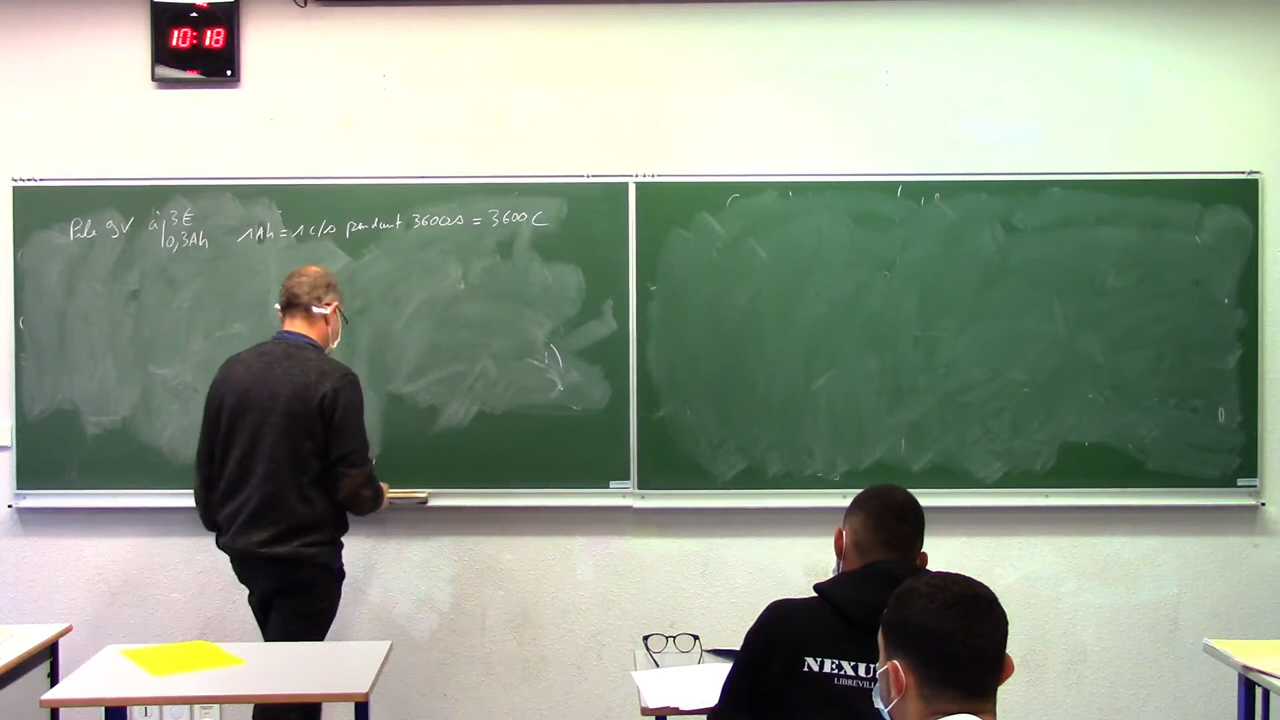 10:18
Pile 9V à 3€
0,3Ah
1Ah = 1 C/s pendant 3600s = 3600 C
NEXU
LIBREVIL